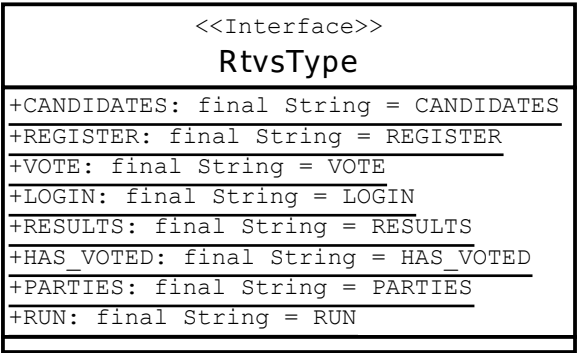 <<Interface>>
RtvsType
+CANDIDATES: final String = CANDIDATES
+REGISTER: final String = REGISTER
+VOTE: final String = VOTE
+LOGIN: final String = LOGIN
+RESULTS: final String = RESULTS
+HAS_VOTED: final String = HAS_VOTED
+PARTIES: final String = PARTIES
+RUN: final String = RUN